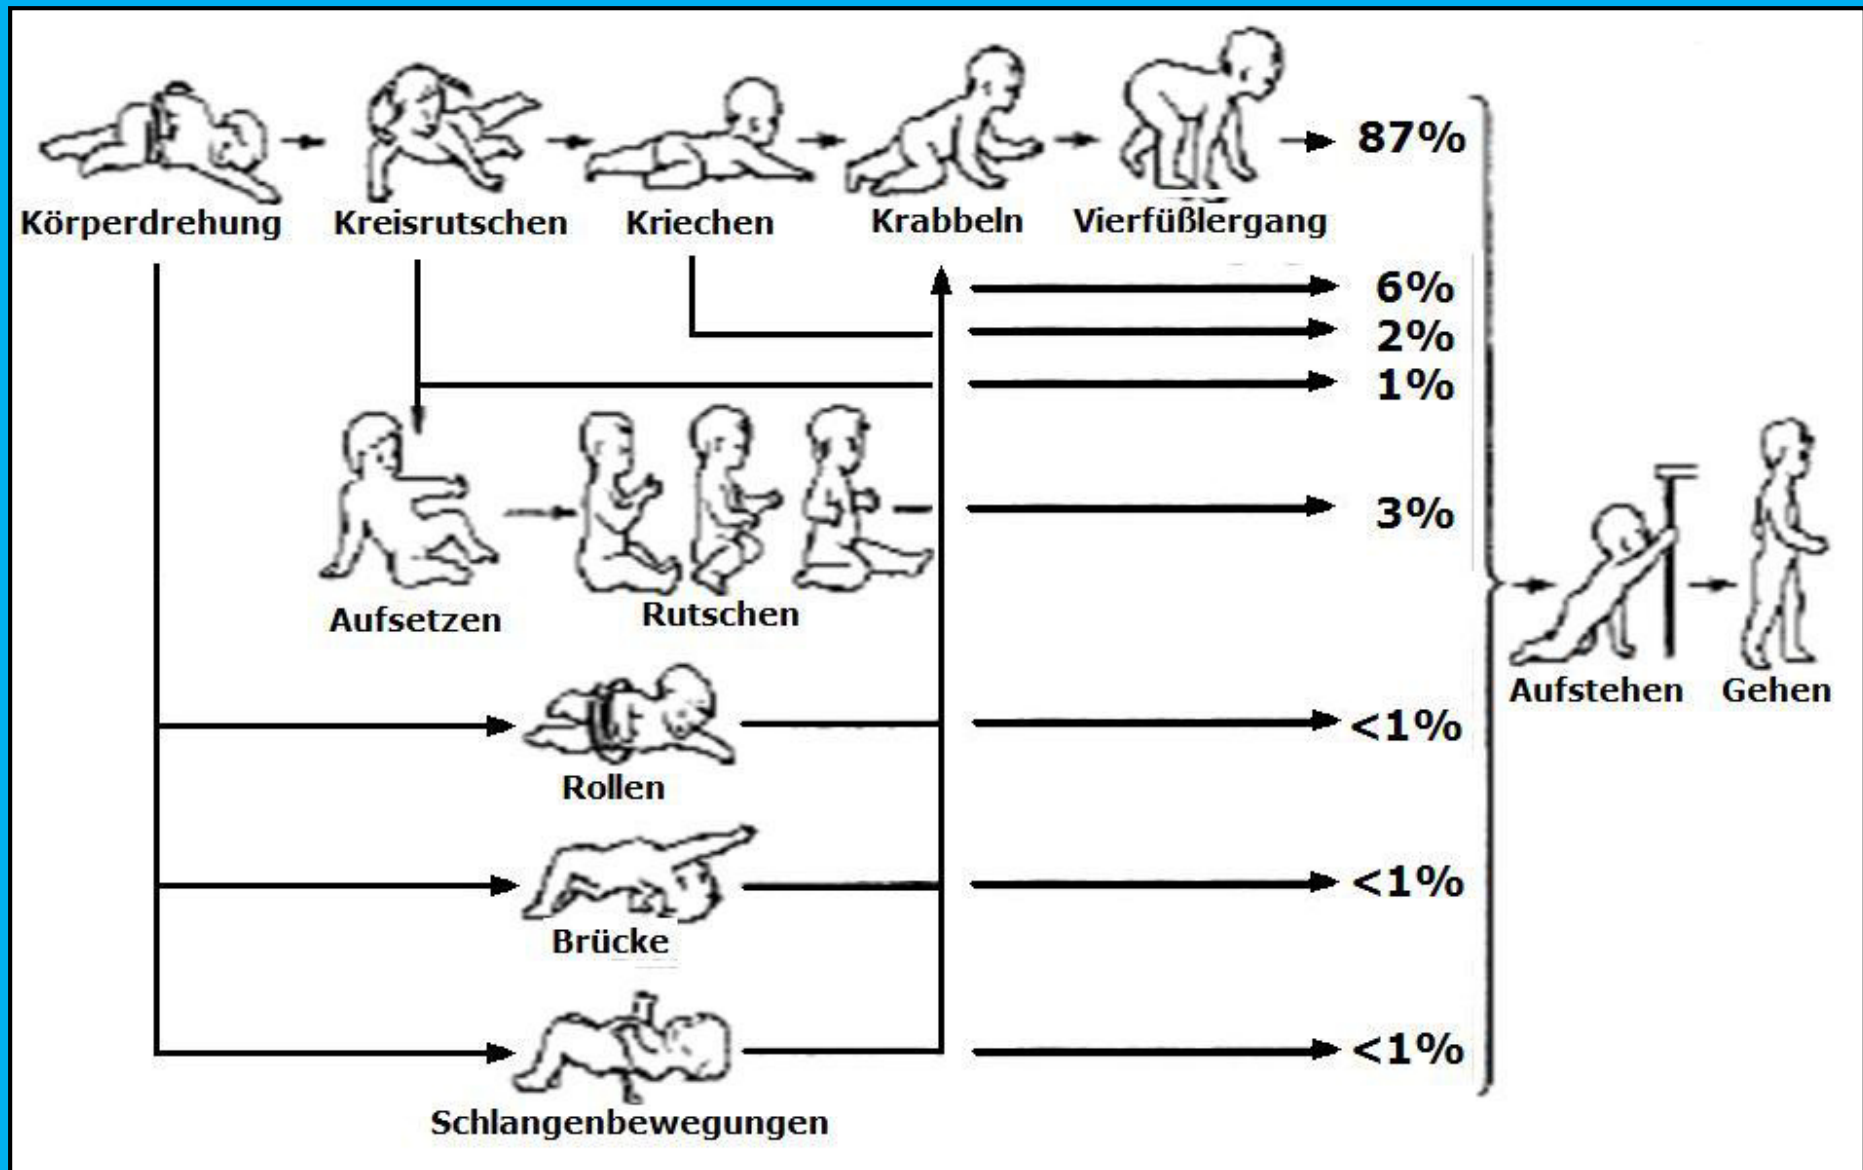 87%
Körperdrehung
Kreisrutschen
Kriechen
Krabbeln
Vierfüßlergang
6%
2%
1%
3%
Aufsetzen
Rutschen
Aufstehen
Gehen
<1%
Rollen
<1%
Brücke
<1%
Schlangenbewegungen